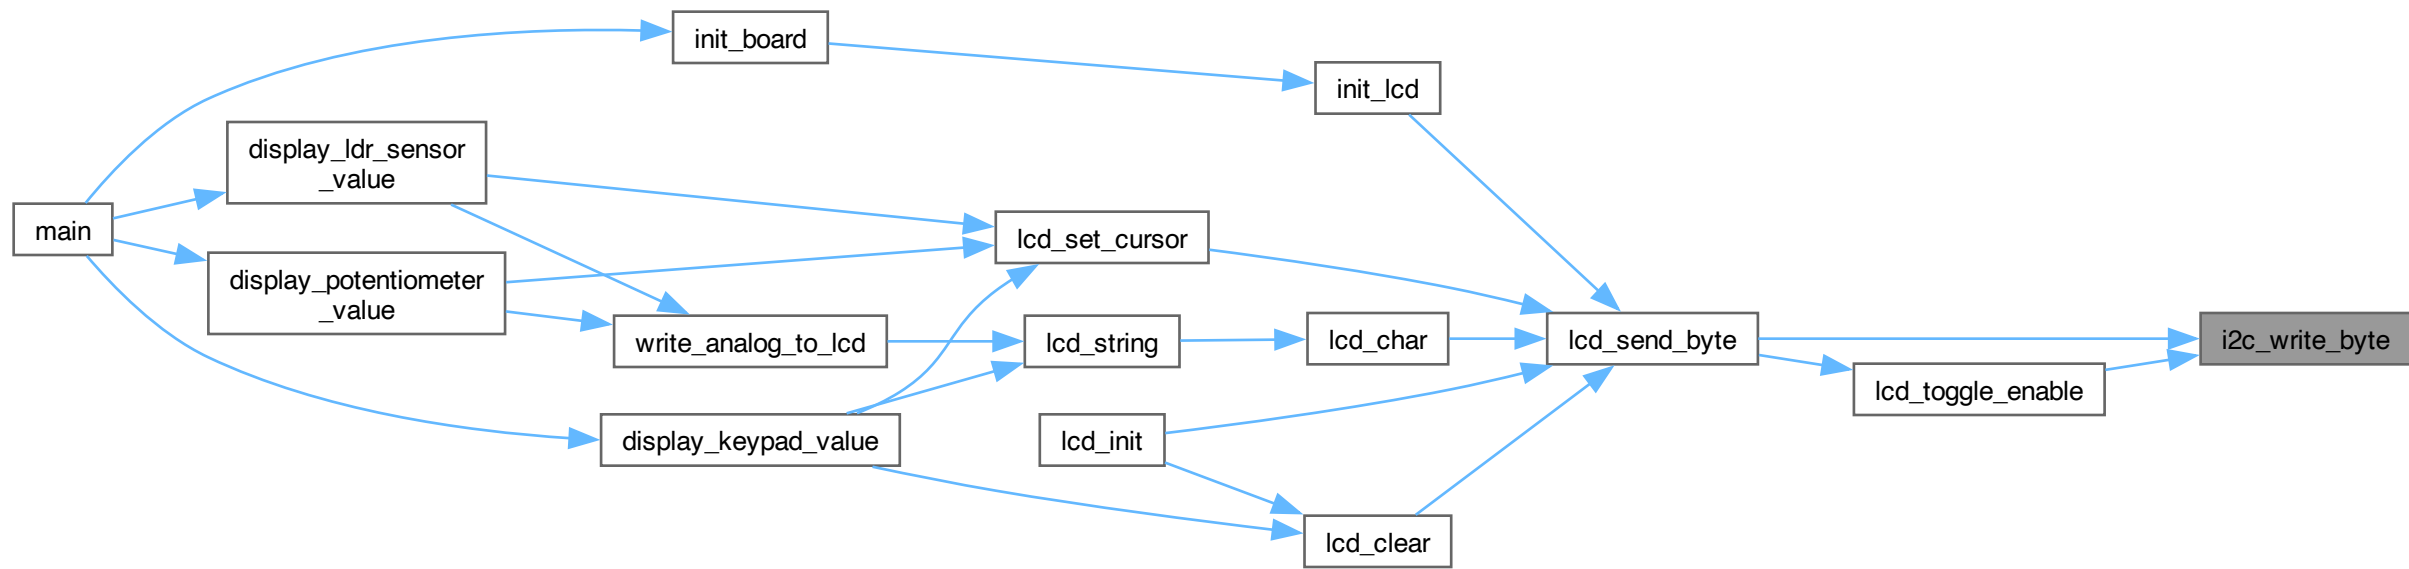 init_board
init_lcd
display_ldr_sensor
_value
main
lcd_set_cursor
display_potentiometer
_value
write_analog_to_lcd
lcd_string
lcd_char
lcd_send_byte
i2c_write_byte
lcd_toggle_enable
display_keypad_value
lcd_init
lcd_clear